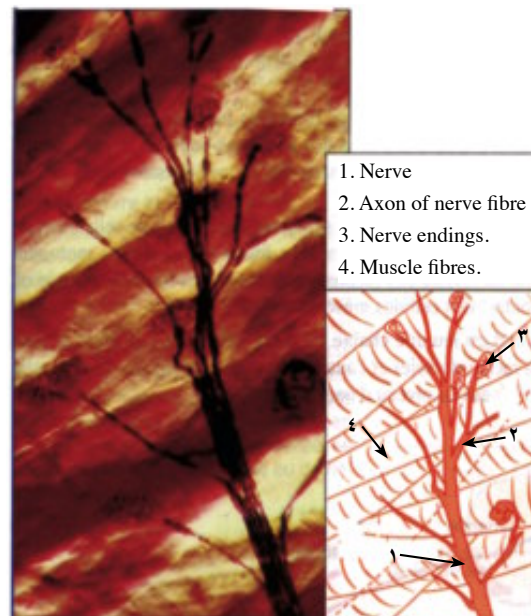 1. Nerve
2. Axon of nerve fibre
3. Nerve endings.
4. Muscle fibres.
٣
٢
٤
١